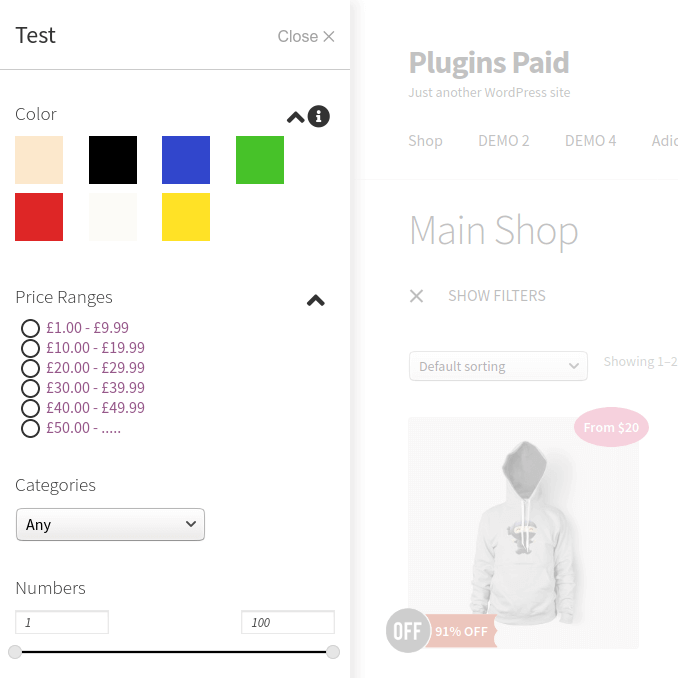 Test
Close ×
Color
Price Ranges
£1.00 - £9.99
£10.00 - £19.99
£20.00 - £29.99
£30.00 - £39.99
£40.00 - £49.99
£50.00 - .....
Categories
Any
Numbers
1
100
Plugins Paid
Just another WordPress site
Shop
DEMO 2
DEMO 4
Adic
Main Shop
× SHOW FILTERS
Default sorting
Showing 1–2
From $20
OFF
91% OFF